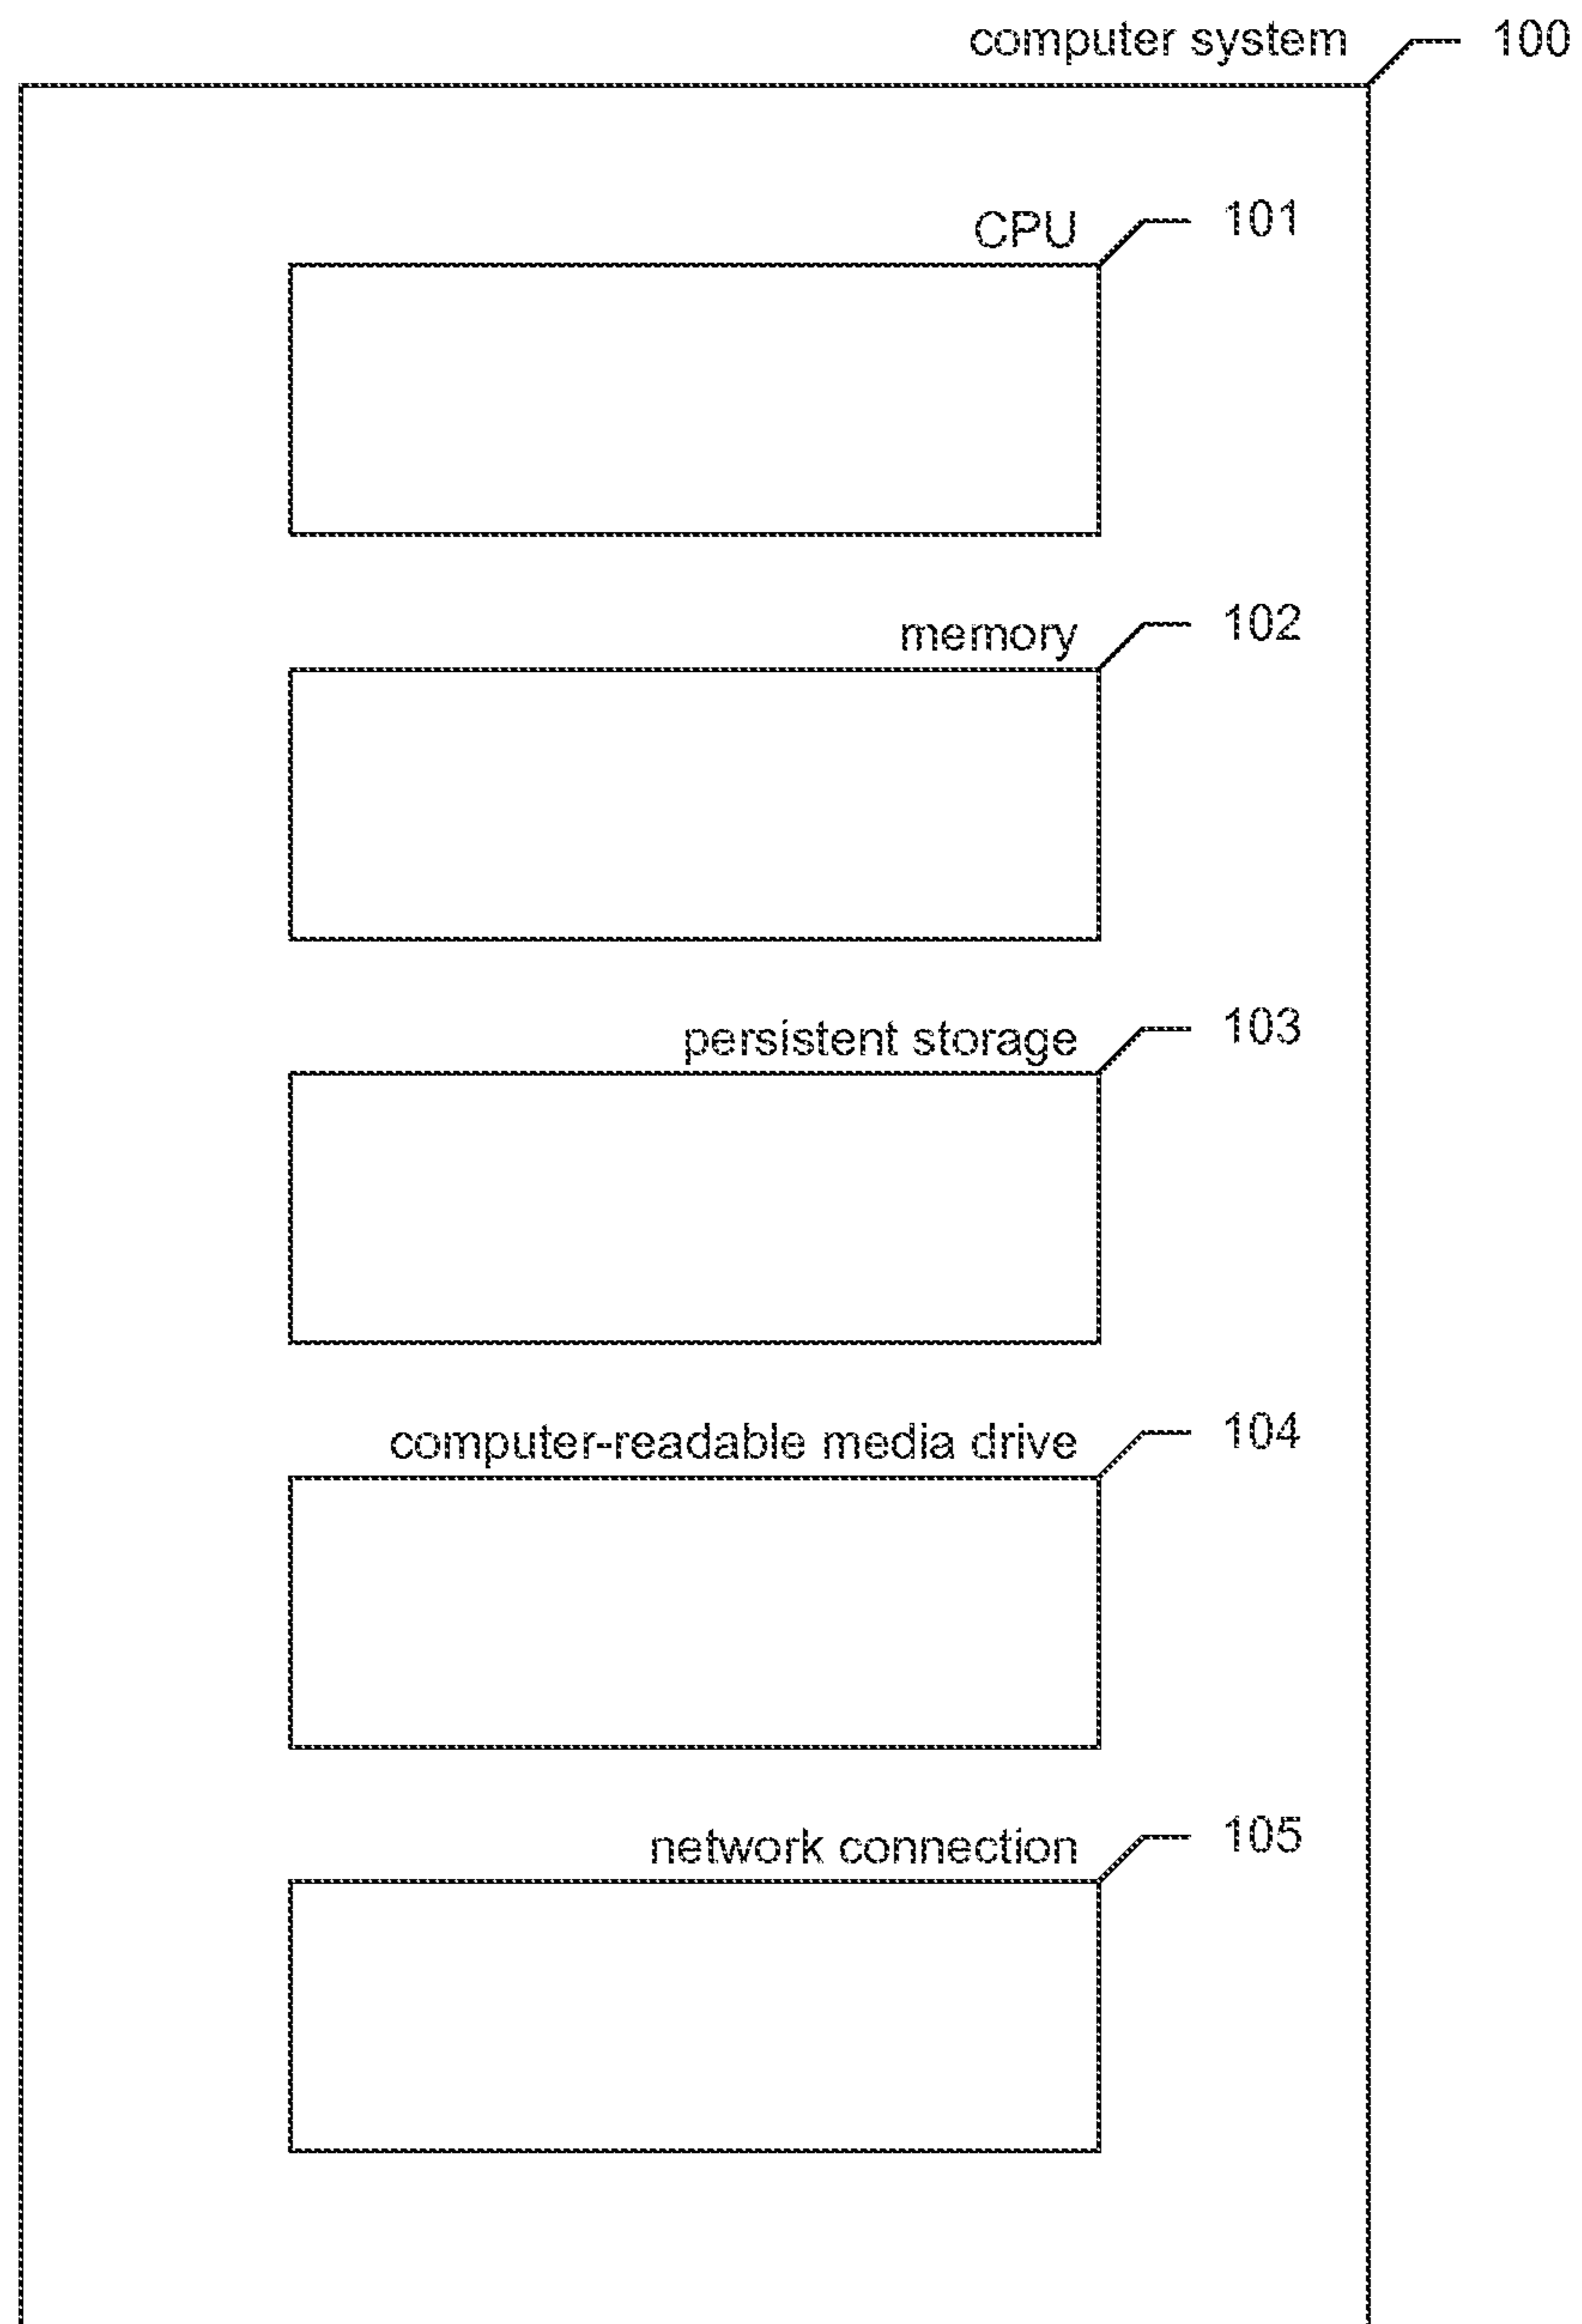 computer system 100
CPU 101
memory 102
persistent storage 103
computer-readable media drive 104
network connection 105